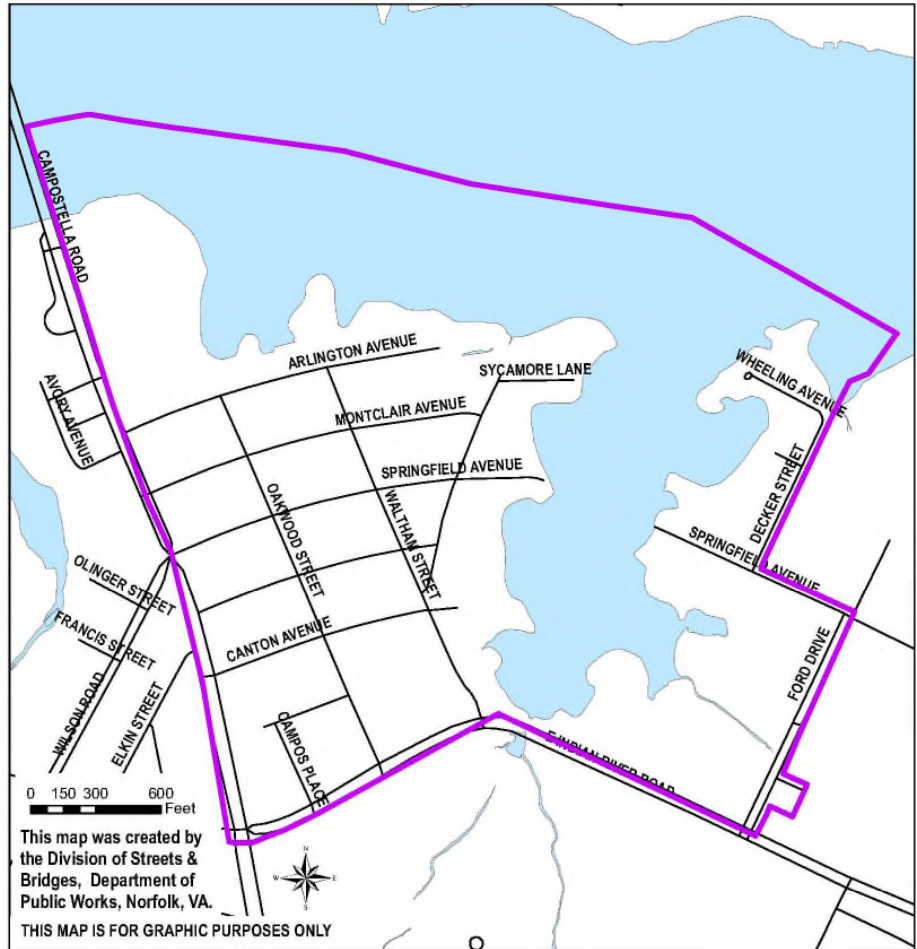 CAMPOSTELLA ROAD
ARLINGTON AVENUE
SYCAMORE LANE
WHEELING AVENUE
AVORY AVENUE
MONTCLAIR AVENUE
SPRINGFIELD AVENUE
OAKWOOD STREET
WALTHAM STREET
DECKER STREET
SPRINGFIELD AVENUE
OLINGER STREET
FRANCIS STREET
CANTON AVENUE
FORD DRIVE
WILSON ROAD
ELKIN STREET
CAMPOS PLACE
E INDIAN RIVER ROAD
0 150 300 600
Feet
This map was created by
the Division of Streets &
Bridges, Department of
Public Works, Norfolk, VA.
N
W E
S
THIS MAP IS FOR GRAPHIC PURPOSES ONLY